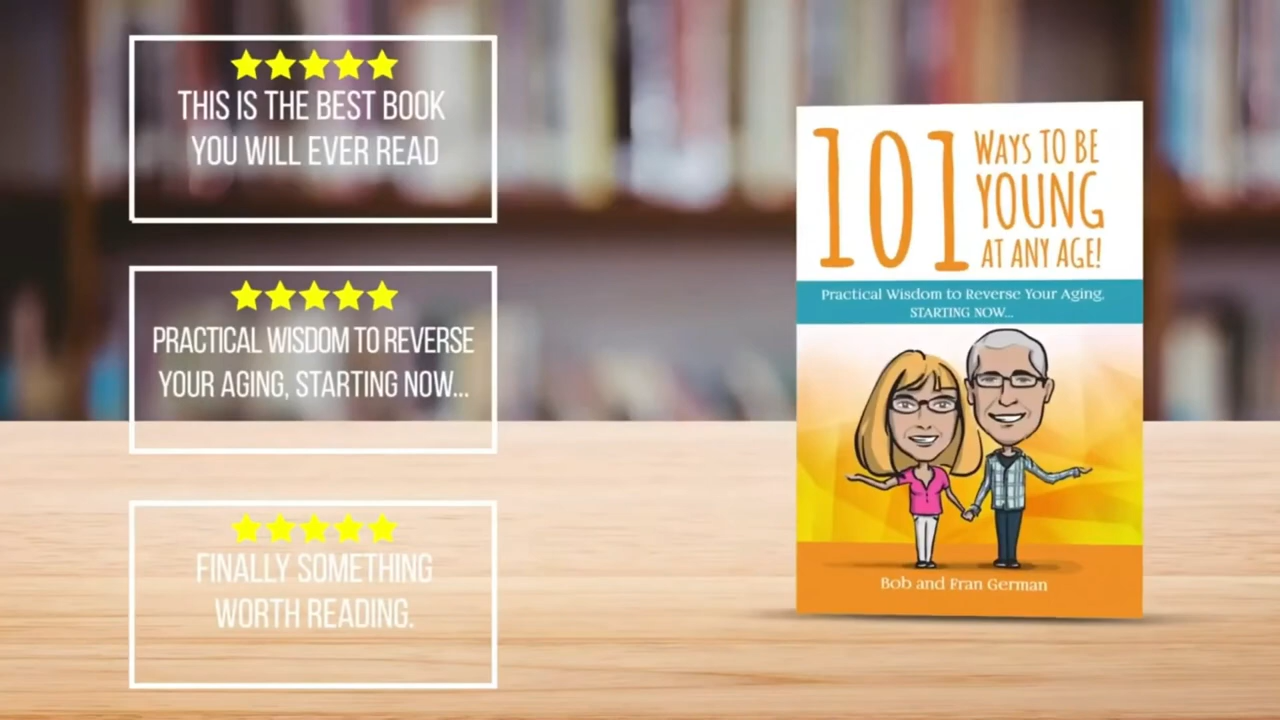 THIS IS THE BEST BOOK
YOU WILL EVER READ
PRACTICAL WISDOM TO REVERSE
YOUR AGING, STARTING NOW...
FINALLY SOMETHING
WORTH READING.
101
WAYS TO BE
YOUNG
AT ANY AGE!
Practical Wisdom to Reverse Your Aging,
STARTING NOW...
Bob and Fran German